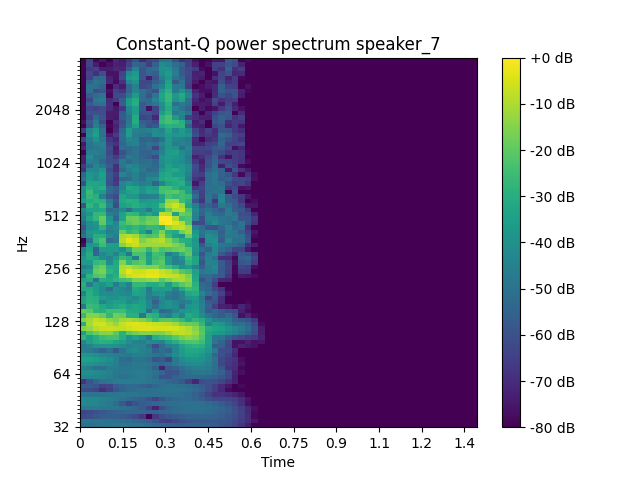 Constant-Q power spectrum speaker_7
Hz
2048
1024
512
256
128
64
32
0 0.15 0.3 0.45 0.6 0.75 0.9 1.1 1.2 1.4
Time
+0 dB
-10 dB
-20 dB
-30 dB
-40 dB
-50 dB
-60 dB
-70 dB
-80 dB